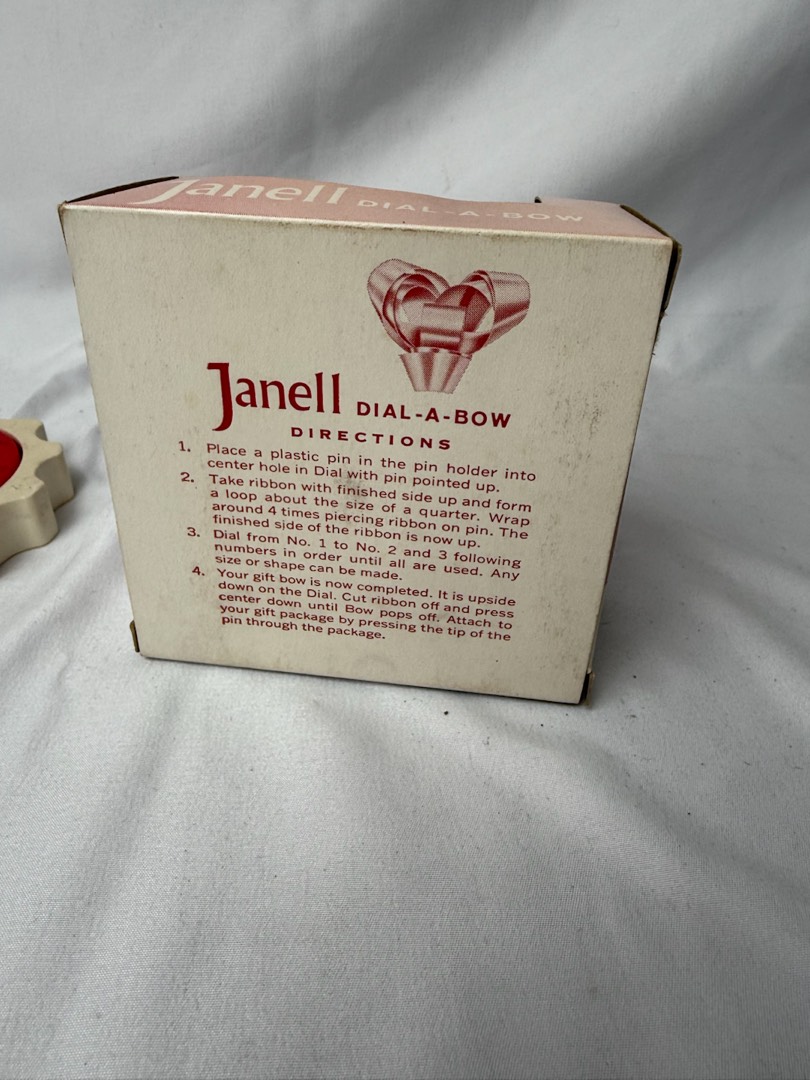 Janell DIAL-A-BOW
Janell DIAL-A-BOW
DIRECTIONS
1. Place a plastic pin in the pin holder into
center hole in Dial with pin pointed up.
2. Take ribbon with finished side up and form
a loop about the size of a quarter. Wrap
around 4 times piercing ribbon on pin. The
finished side of the ribbon is now up.
3. Dial from No. 1 to No. 2 and 3 following
numbers in order until all are used. Any
size or shape can be made.
4. Your gift bow is now completed. It is upside
down on the Dial. Cut ribbon off and press
center down until Bow pops off. Attach to
your gift package by pressing the tip of the
pin through the package.